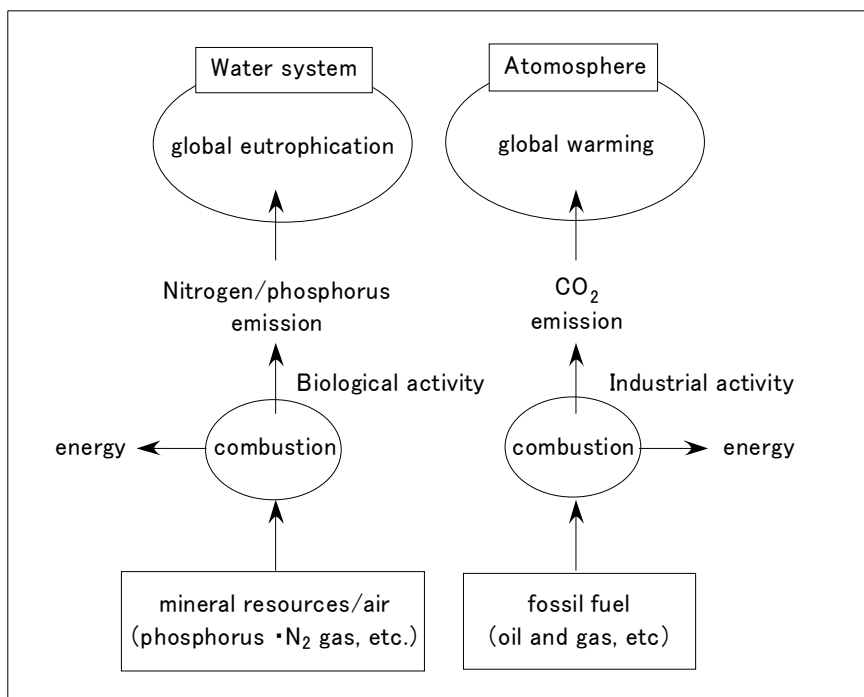 Water system
global eutrophication
Nitrogen/phosphorus
emission
Biological activity
energy
combustion
mineral resources/air
(phosphorus ・N₂ gas, etc.)
Atomosphere
global warming
CO₂
emission
Industrial activity
combustion
energy
fossil fuel
(oil and gas, etc)